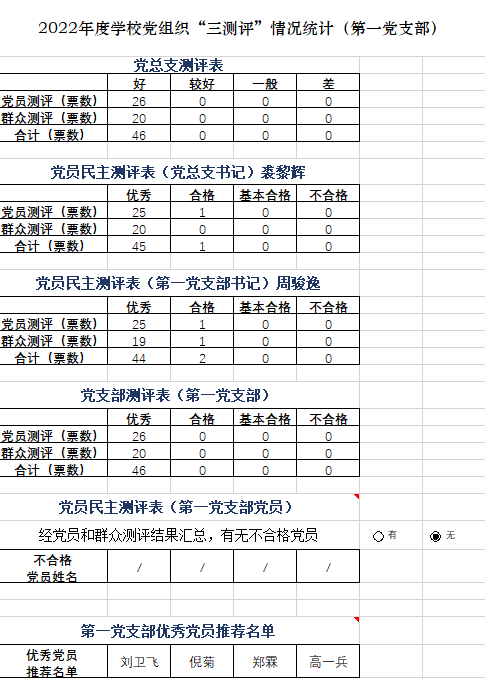 2022年度学校党组织“三测评”情况统计（第一党支部）
党总支测评表
好 较好 一般 差
党员测评（票数） 26 0 0 0
群众测评（票数） 20 0 0 0
合计（票数） 46 0 0 0
党员民主测评表（党总支书记）裘黎辉
优秀 合格 基本合格 不合格
党员测评（票数） 25 1 0 0
群众测评（票数） 20 0 0 0
合计（票数） 45 1 0 0
党员民主测评表（第一党支部书记）周骏逸
优秀 合格 基本合格 不合格
党员测评（票数） 25 1 0 0
群众测评（票数） 19 1 0 0
合计（票数） 44 2 0 0
党支部测评表（第一党支部）
优秀 合格 基本合格 不合格
党员测评（票数） 26 0 0 0
群众测评（票数） 20 0 0 0
合计（票数） 46 0 0 0
党员民主测评表（第一党支部党员）
经党员和群众测评结果汇总，有无不合格党员 有 无
不合格
党员姓名 / / / /
第一党支部优秀党员推荐名单
优秀党员
推荐名单 刘卫飞 倪菊 郑霖 高一兵